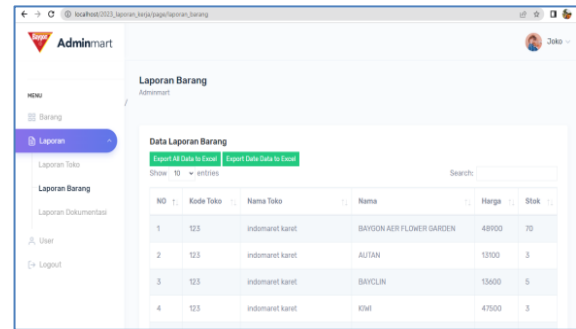 localhost/2023_laporan_kerja/page/laporan_barang
Baygon
Adminmart
Joko
Laporan Barang
Adminmart
MENU
/
Barang
Laporan
Laporan Toko
Laporan Barang
Laporan Dokumentasi
User
Logout
Data Laporan Barang
Export All Data to Excel Export Date Data to Excel
Show 10 entries Search:
NO Kode Toko Nama Toko Nama Harga Stok
1 123 indomaret karet BAYGON AER FLOWER GARDEN 48900 70
2 123 indomaret karet AUTAN 13100 3
3 123 indomaret karet BAYCLIN 13600 5
4 123 indomaret karet KIWI 47500 3